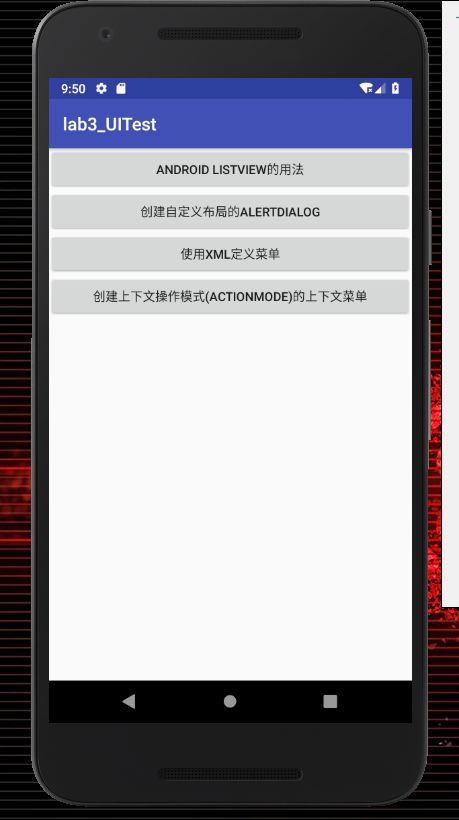 9:50
lab3_UITest
ANDROID LISTVIEW的用法
创建自定义布局的ALERTDIALOG
使用XML定义菜单
创建上下文操作模式(ACTIONMODE)的上下文菜单